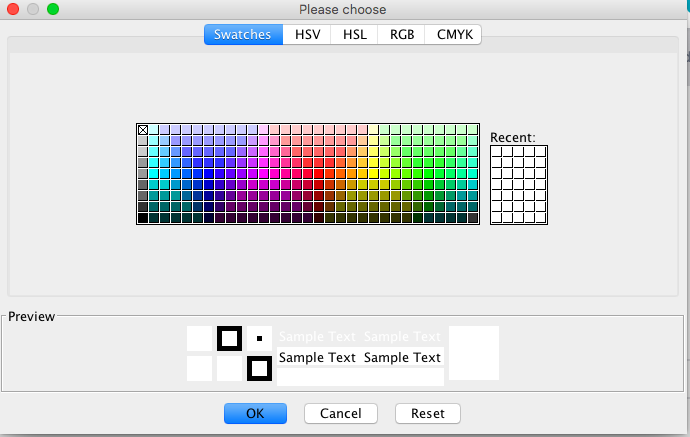 Please choose
Swatches HSV HSL RGB CMYK
Recent:
Preview
Sample Text Sample Text
Sample Text Sample Text
OK Cancel Reset